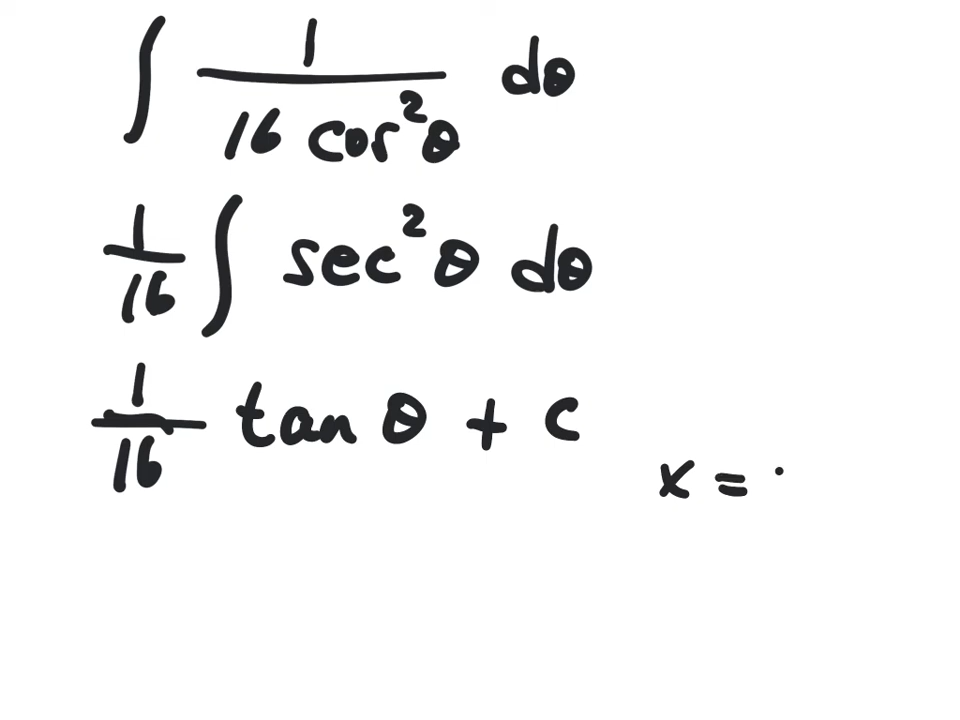 ∫ 1/(16 cos²θ) dθ
1/16 ∫ sec²θ dθ
1/16 tan θ + c
x =